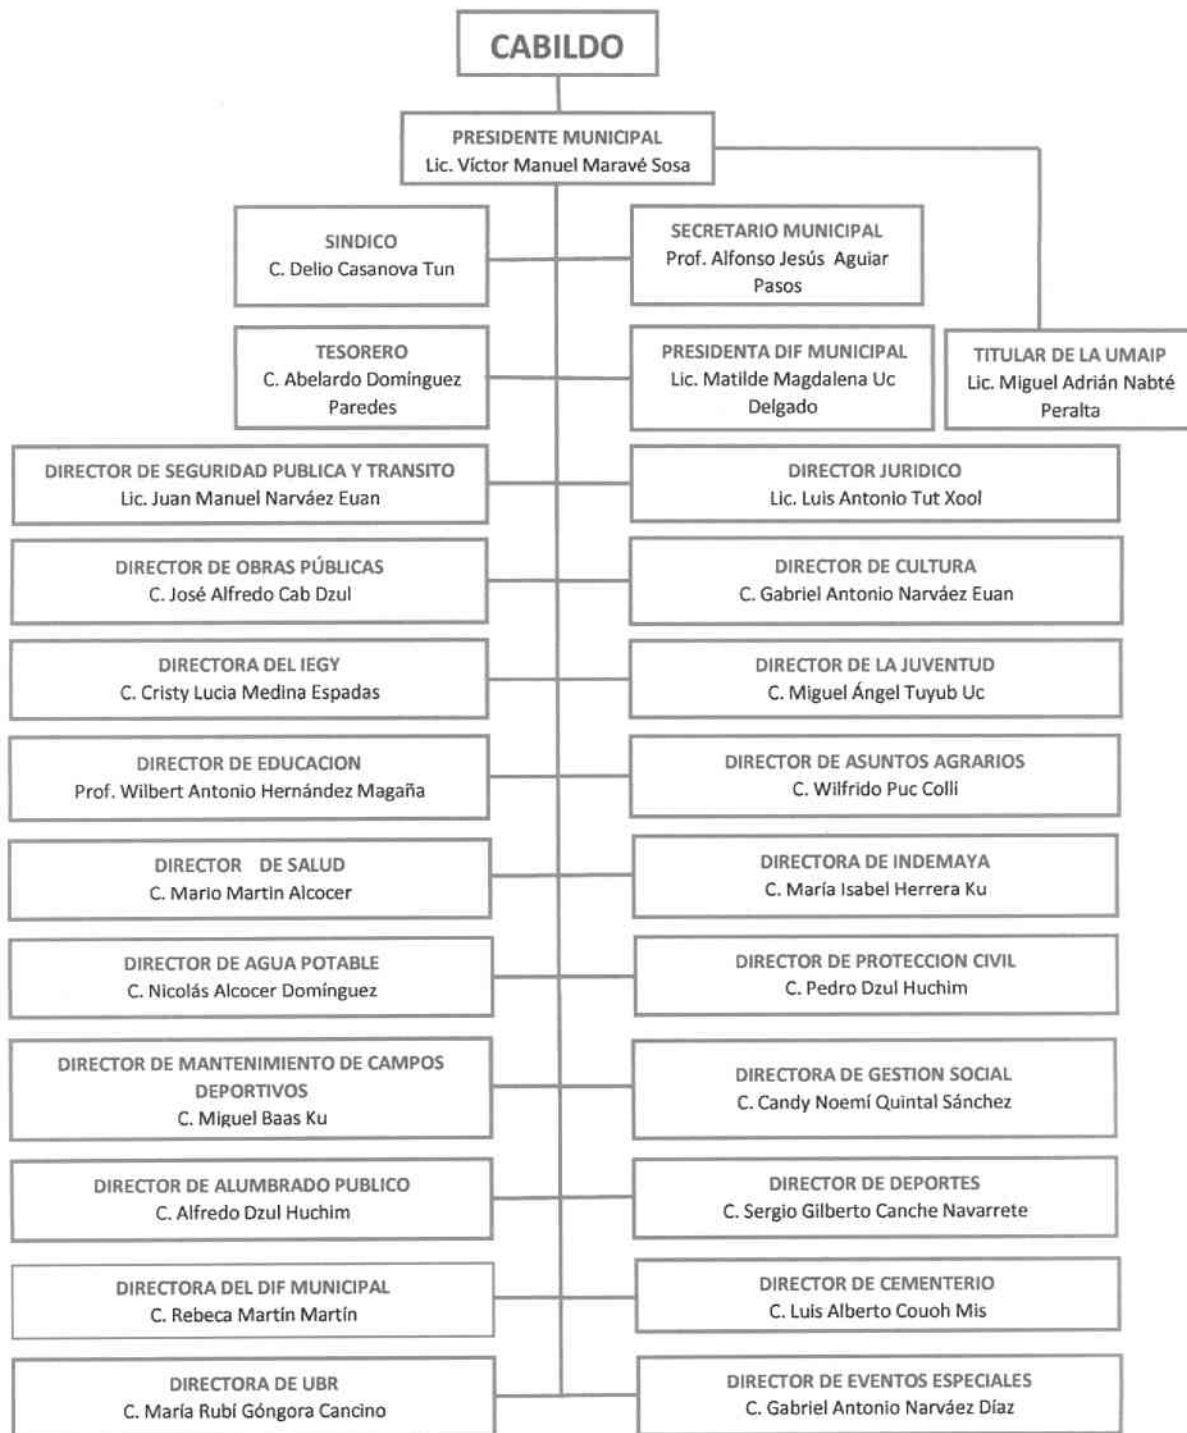 CABILDO
PRESIDENTE MUNICIPAL
Lic. Víctor Manuel Maravé Sosa
SINDICO
C. Delio Casanova Tun
SECRETARIO MUNICIPAL
Prof. Alfonso Jesús Aguiar
Pasos
TESORERO
C. Abelardo Domínguez
Paredes
PRESIDENTA DIF MUNICIPAL
Lic. Matilde Magdalena Uc
Delgado
TITULAR DE LA UMAIP
Lic. Miguel Adrián Nabté
Peralta
DIRECTOR DE SEGURIDAD PUBLICA Y TRANSITO
Lic. Juan Manuel Narváez Euan
DIRECTOR JURIDICO
Lic. Luis Antonio Tut Xool
DIRECTOR DE OBRAS PÚBLICAS
C. José Alfredo Cab Dzul
DIRECTOR DE CULTURA
C. Gabriel Antonio Narváez Euan
DIRECTORA DEL IEGY
C. Cristy Lucia Medina Espadas
DIRECTOR DE LA JUVENTUD
C. Miguel Ángel Tuyub Uc
DIRECTOR DE EDUCACION
Prof. Wilbert Antonio Hernández Magaña
DIRECTOR DE ASUNTOS AGRARIOS
C. Wilfrido Puc Colli
DIRECTOR DE SALUD
C. Mario Martin Alcocer
DIRECTORA DE INDEMAYA
C. María Isabel Herrera Ku
DIRECTOR DE AGUA POTABLE
C. Nicolás Alcocer Domínguez
DIRECTOR DE PROTECCION CIVIL
C. Pedro Dzul Huchim
DIRECTOR DE MANTENIMIENTO DE CAMPOS
DEPORTIVOS
C. Miguel Baas Ku
DIRECTORA DE GESTION SOCIAL
C. Candy Noemí Quintal Sánchez
DIRECTOR DE ALUMBRADO PUBLICO
C. Alfredo Dzul Huchim
DIRECTOR DE DEPORTES
C. Sergio Gilberto Canche Navarrete
DIRECTORA DEL DIF MUNICIPAL
C. Rebeca Martín Martín
DIRECTOR DE CEMENTERIO
C. Luis Alberto Couoh Mis
DIRECTORA DE UBR
C. María Rubí Góngora Cancino
DIRECTOR DE EVENTOS ESPECIALES
C. Gabriel Antonio Narváez Díaz